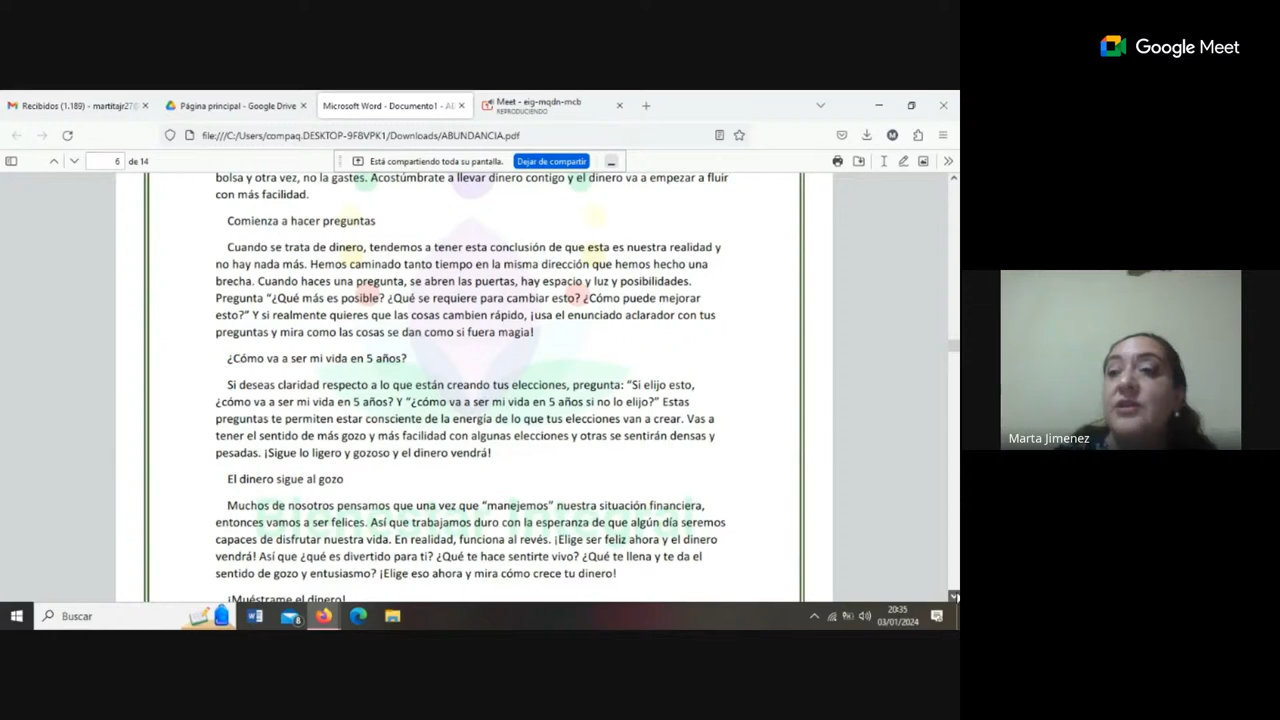 Google Meet
Recibidos (1.189) - martitajr27@
Página principal - Google Drive
Microsoft Word - Documento1 - AB
Meet - eig-mqdn-mcb
REPRODUCIENDO
file:///C:/Users/compaq.DESKTOP-9F8VPK1/Downloads/ABUNDANCIA.pdf
6 de 14
Está compartiendo toda su pantalla.
Dejar de compartir
bolsa y otra vez, no la gastes. Acostúmbrate a llevar dinero contigo y el dinero va a empezar a fluir
con más facilidad.
Comienza a hacer preguntas
Cuando se trata de dinero, tendemos a tener esta conclusión de que esta es nuestra realidad y
no hay nada más. Hemos caminado tanto tiempo en la misma dirección que hemos hecho una
brecha. Cuando haces una pregunta, se abren las puertas, hay espacio y luz y posibilidades.
Pregunta “¿Qué más es posible? ¿Qué se requiere para cambiar esto? ¿Cómo puede mejorar
esto?” Y si realmente quieres que las cosas cambien rápido, ¡usa el enunciado aclarador con tus
preguntas y mira como las cosas se dan como si fuera magia!
¿Cómo va a ser mi vida en 5 años?
Si deseas claridad respecto a lo que están creando tus elecciones, pregunta: “Si elijo esto,
¿cómo va a ser mi vida en 5 años? Y “¿cómo va a ser mi vida en 5 años si no lo elijo?” Estas
preguntas te permiten estar consciente de la energía de lo que tus elecciones van a crear. Vas a
tener el sentido de más gozo y más facilidad con algunas elecciones y otras se sentirán densas y
pesadas. ¡Sigue lo ligero y gozoso y el dinero vendrá!
El dinero sigue al gozo
Muchos de nosotros pensamos que una vez que “manejemos” nuestra situación financiera,
entonces vamos a ser felices. Así que trabajamos duro con la esperanza de que algún día seremos
capaces de disfrutar nuestra vida. En realidad, funciona al revés. ¡Elige ser feliz ahora y el dinero
vendrá! Así que ¿qué es divertido para ti? ¿Qué te hace sentirte vivo? ¿Qué te llena y te da el
sentido de gozo y entusiasmo? ¡Elige eso ahora y mira cómo crece tu dinero!
¡Muéstrame el dinero!
Bienestar Integral
Marta Jimenez
Buscar
8
20:35
03/01/2024